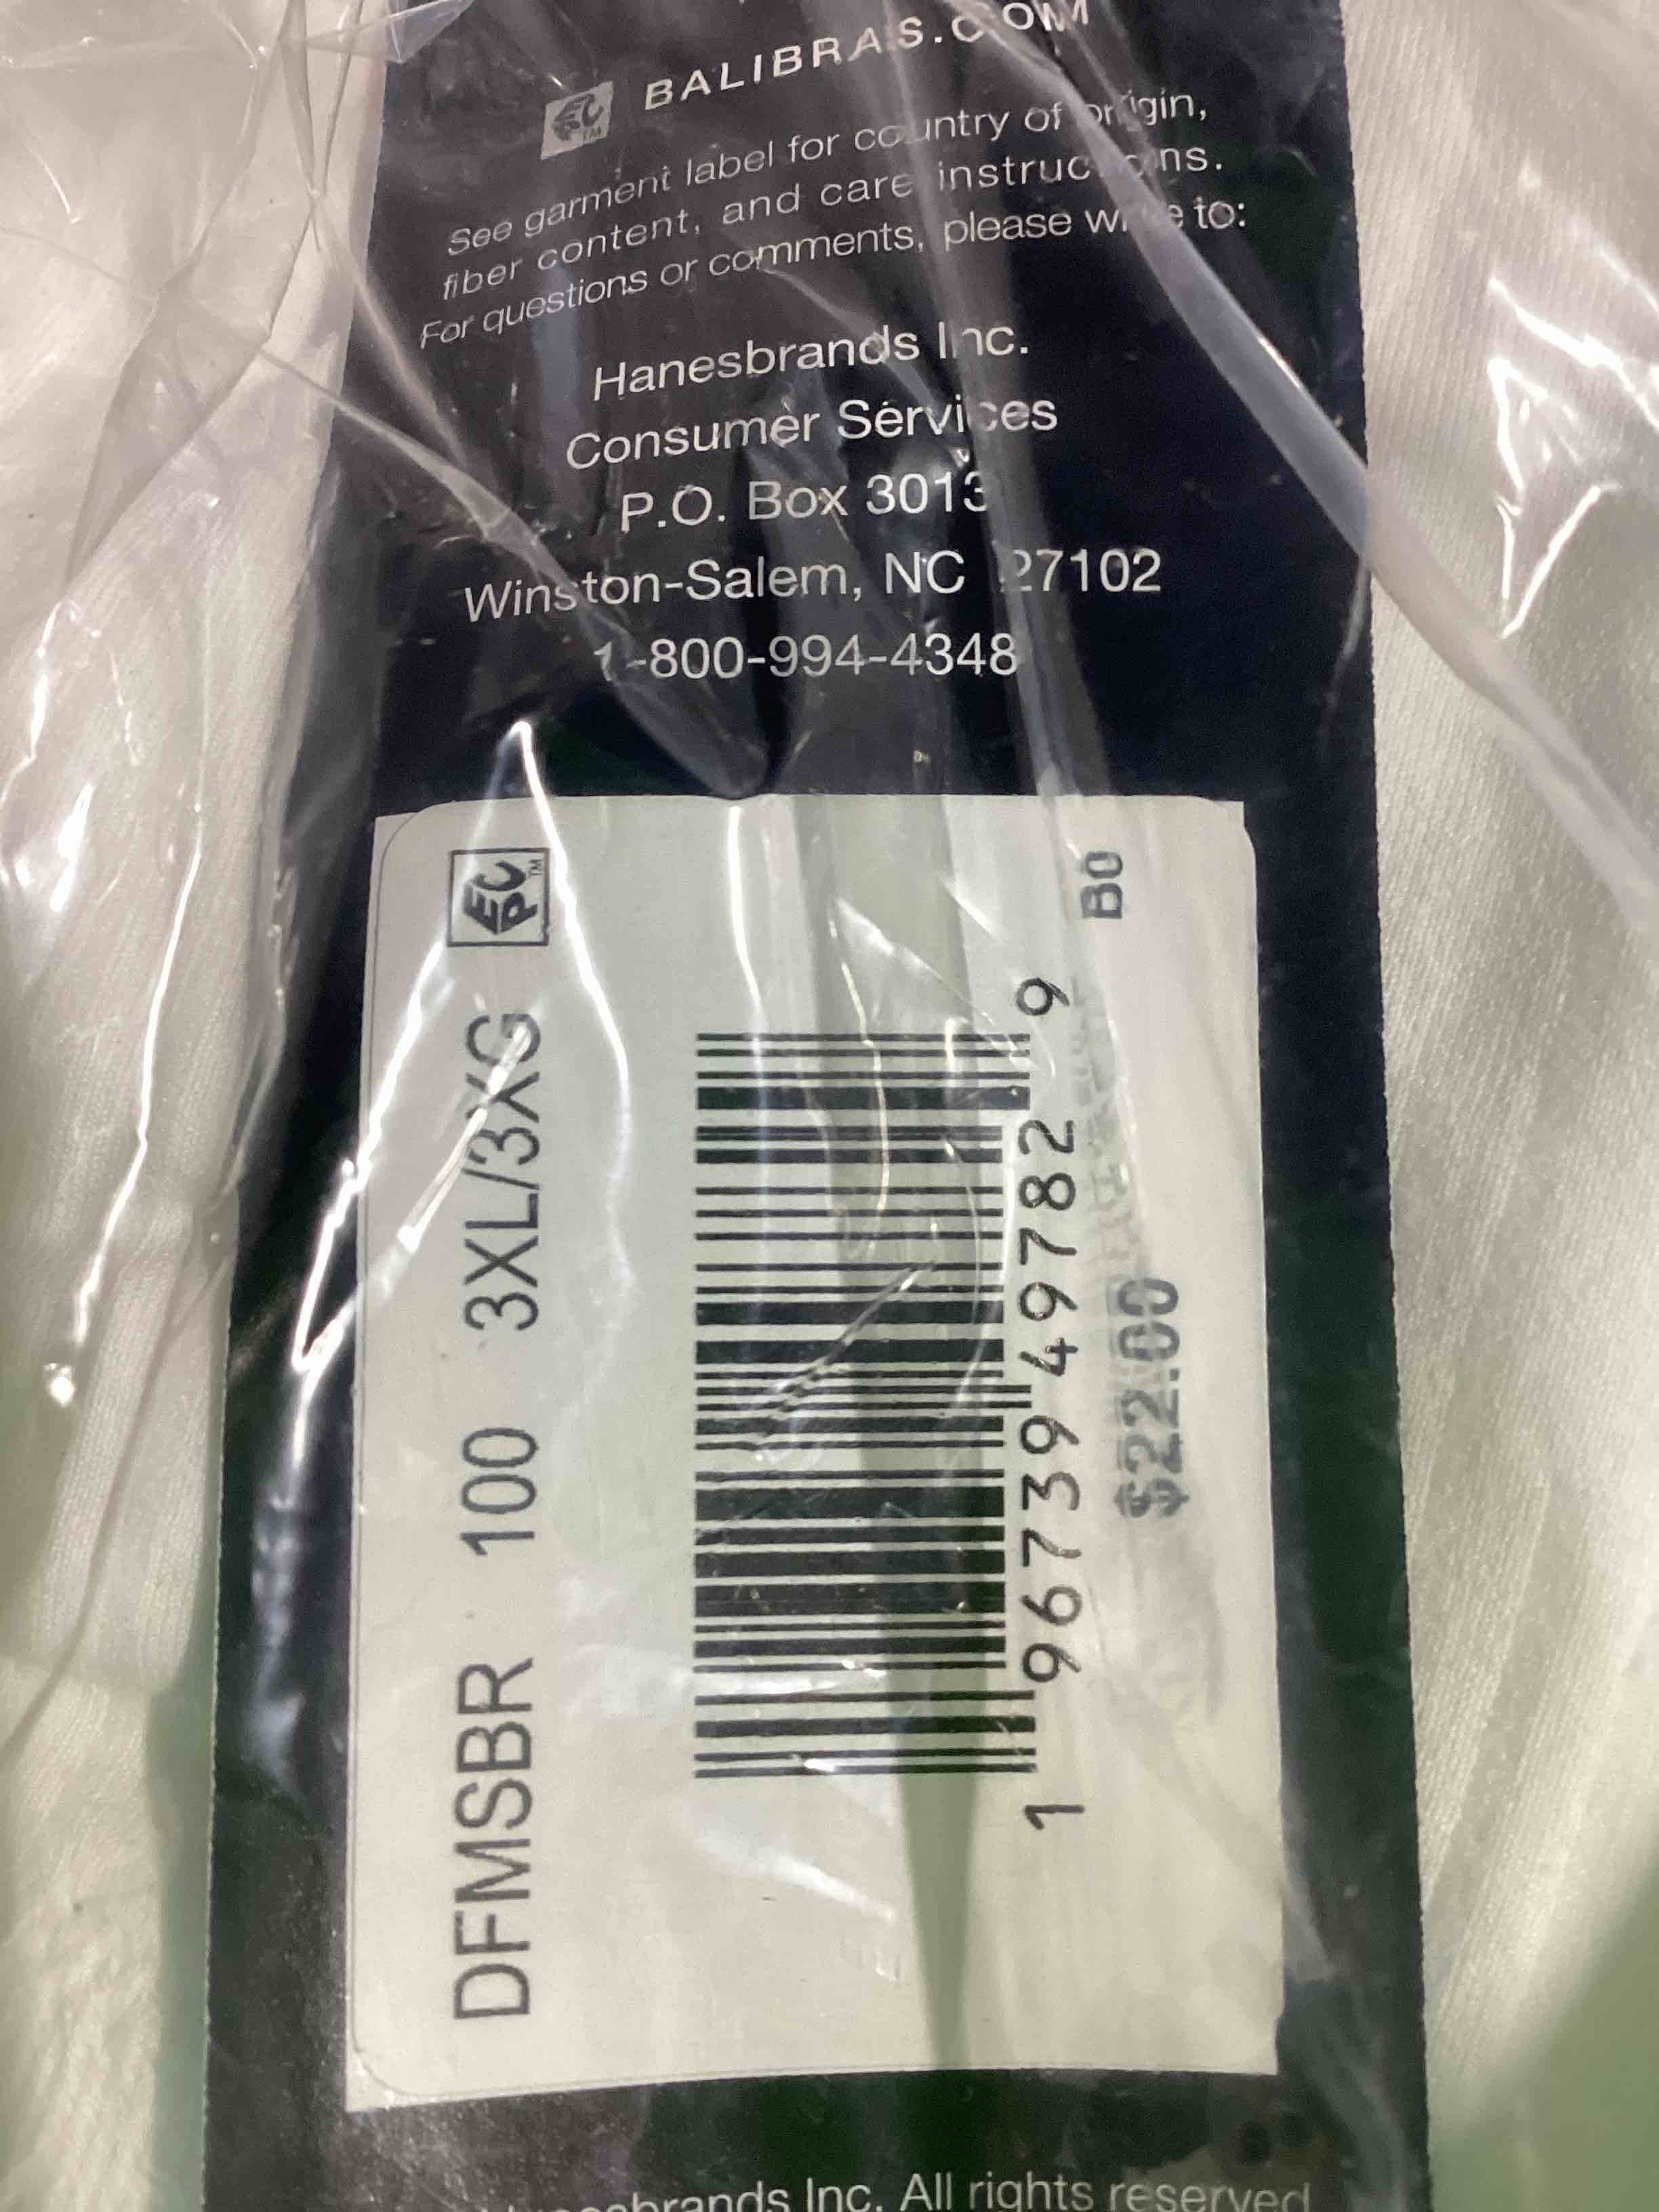 BALIBRAS.COM
See garment label for country of origin,
fiber content, and care instructions.
For questions or comments, please write to:
Hanesbrands Inc.
Consumer Services
P.O. Box 3013
Winston-Salem, NC 27102
1-800-994-4348
DFMSBR 100 3XL/3XG EPC TM
1 96739 49782 9
B0
$22.00
Inc. All rights reserved